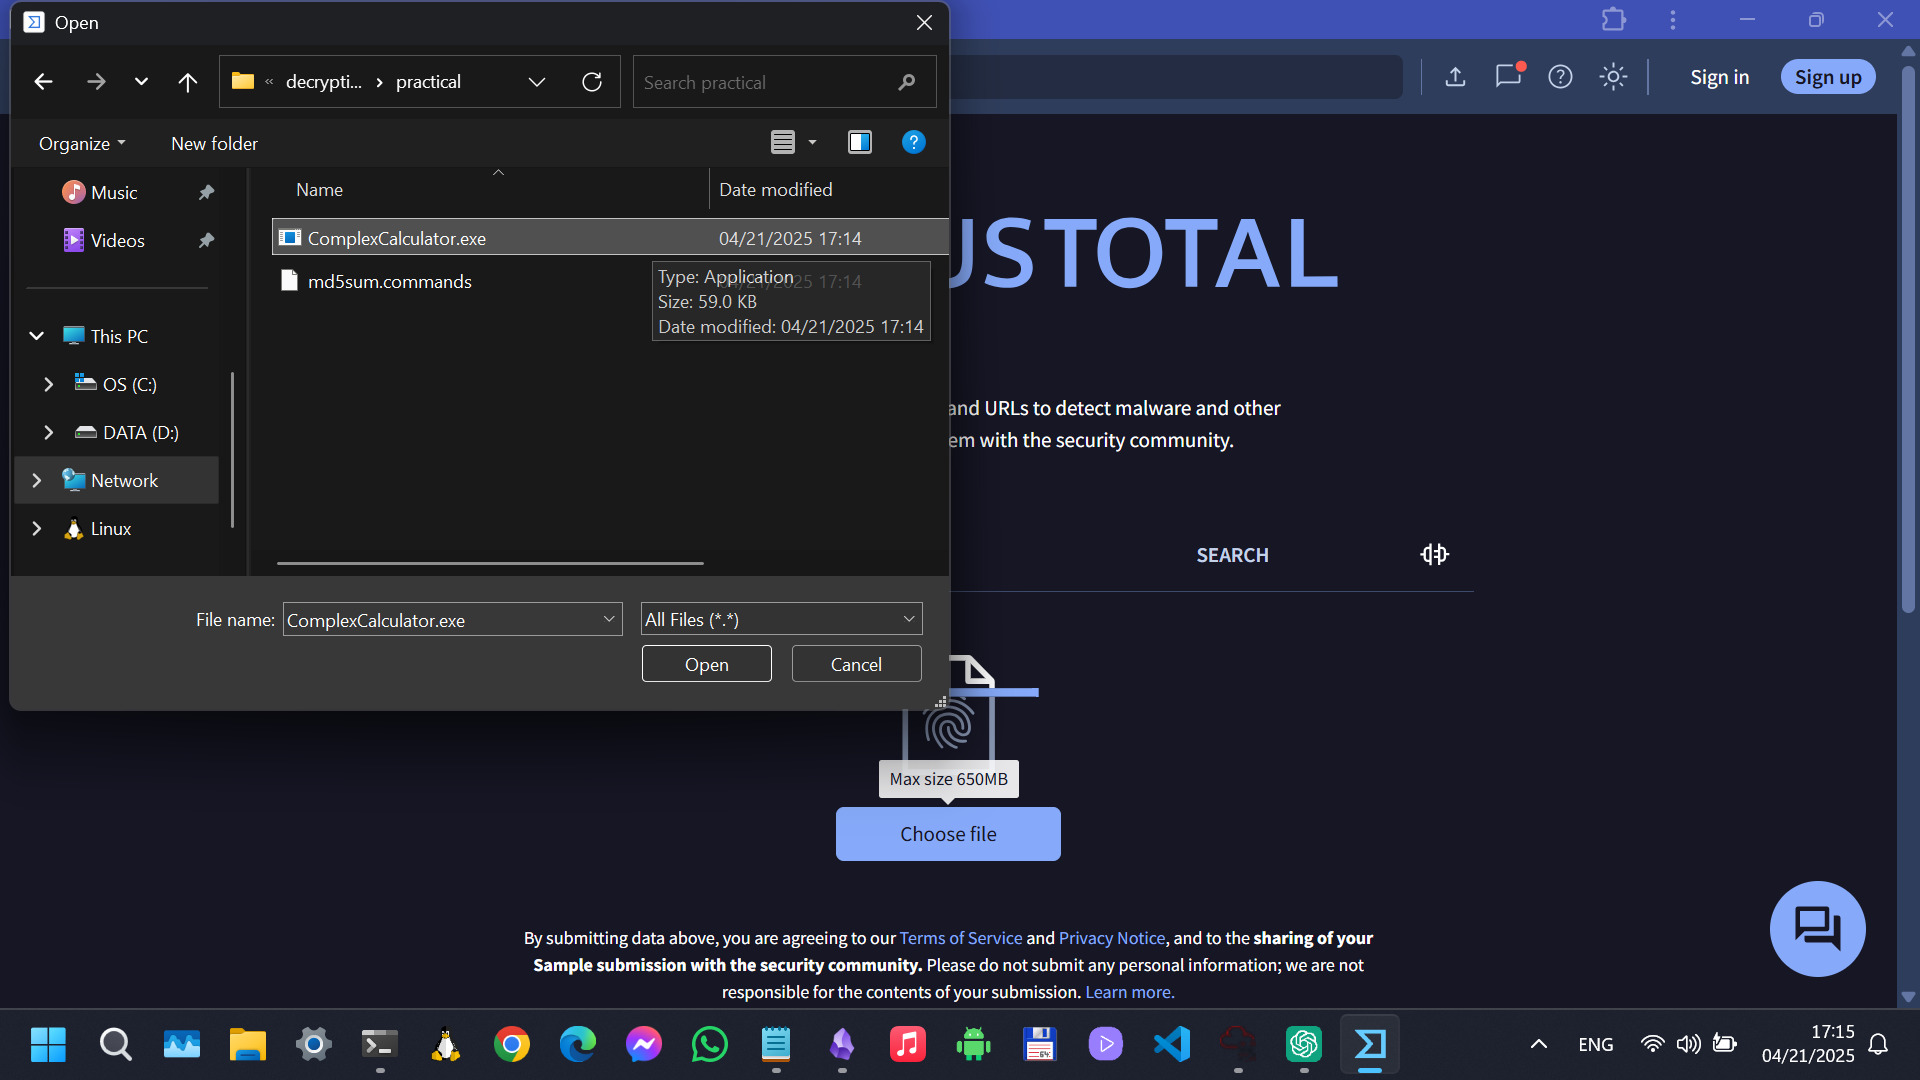 Open
decrypti...
practical
Search practical
Sign in
Sign up
Organize
New folder
Name
Date modified
Music
Videos
This PC
OS (C:)
DATA (D:)
Network
Linux
ComplexCalculator.exe
04/21/2025 17:14
md5sum.commands
04/21/2025 17:14
Type: Application
Size: 59.0 KB
Date modified: 04/21/2025 17:14
File name:
ComplexCalculator.exe
All Files (*.*)
Open
Cancel
USTOTAL
and URLs to detect malware and other
em with the security community.
SEARCH
Max size 650MB
Choose file
By submitting data above, you are agreeing to our Terms of Service and Privacy Notice, and to the sharing of your
Sample submission with the security community. Please do not submit any personal information; we are not
responsible for the contents of your submission. Learn more.
64
ENG
17:15
04/21/2025